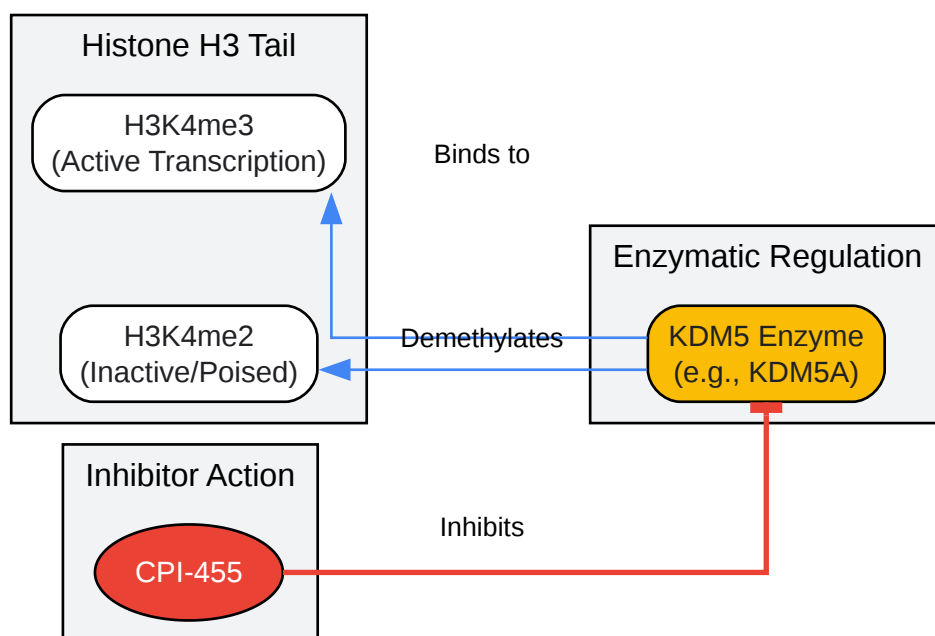 Histone H3 Tail
H3K4me3
(Active Transcription)
Binds to
Enzymatic Regulation
H3K4me2
(Inactive/Poised)
Demethylates
KDM5 Enzyme
(e.g., KDM5A)
Inhibitor Action
Inhibits
CPI-455